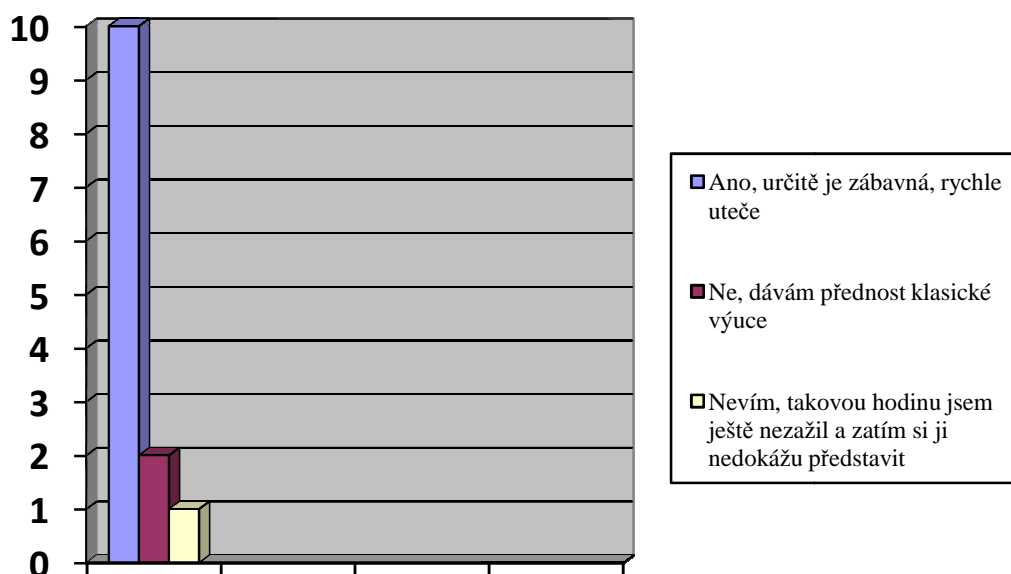 10
9
8
7
6
5
4
3
2
1
0
Ano, určitě je zábavná, rychle
uteče
Ne, dávám přednost klasické
výuce
Nevím, takovou hodinu jsem
ještě nezažil a zatím si ji
nedokážu představit